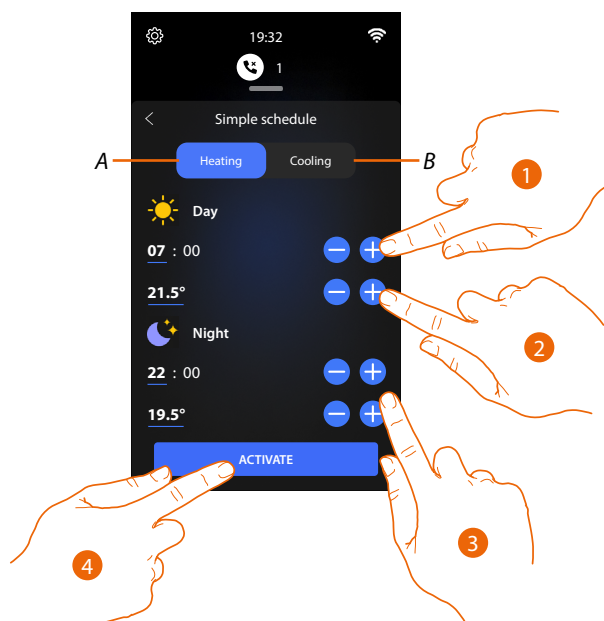 19:32
1
Simple schedule
A
Heating
Cooling
B
1
Day
07 : 00
21.5°
2
Night
22 : 00
19.5°
ACTIVATE
3
4